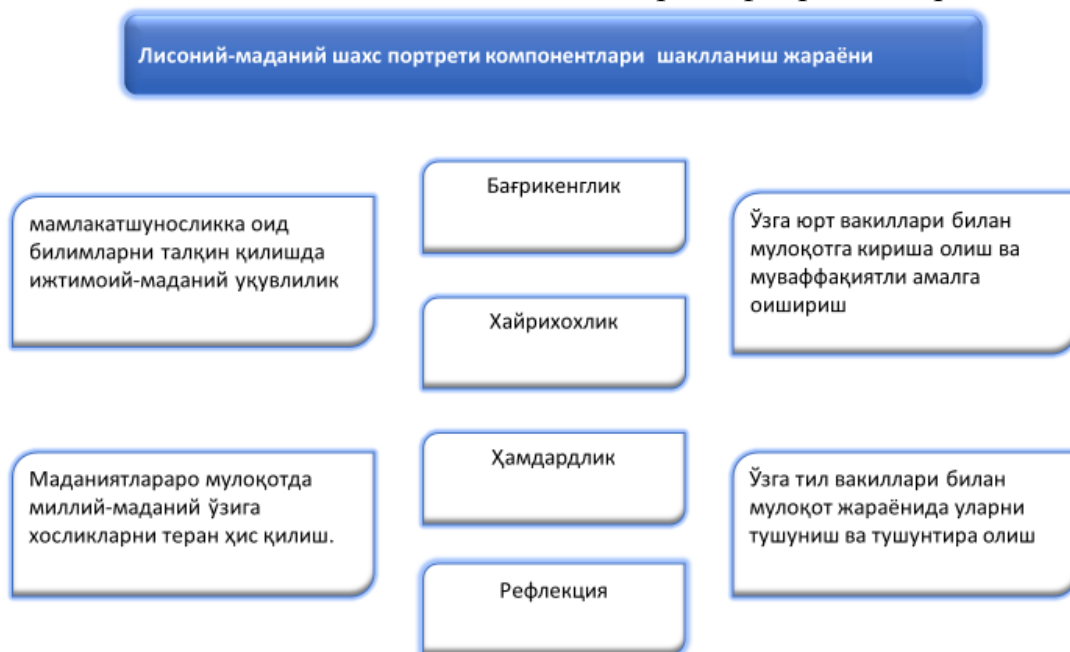 Лисоний-маданий шахс портрети компонентлари шаклланиш жараёни
мамлакатшуносликка оид
билимларни талқин қилишда
ижтимоий-маданий уқувлилик
Маданиятлараро мулоқотда
миллий-маданий ўзига
хосликларни теран ҳис қилиш.
Бағрикенглик
Хайрихохлик
Ҳамдардлик
Рефлекция
Ўзга юрт вакиллари билан
мулоқотга кириша олиш ва
муваффақиятли амалга
оишириш
Ўзга тил вакиллари билан
мулоқот жараёнида уларни
тушуниш ва тушунтира олиш